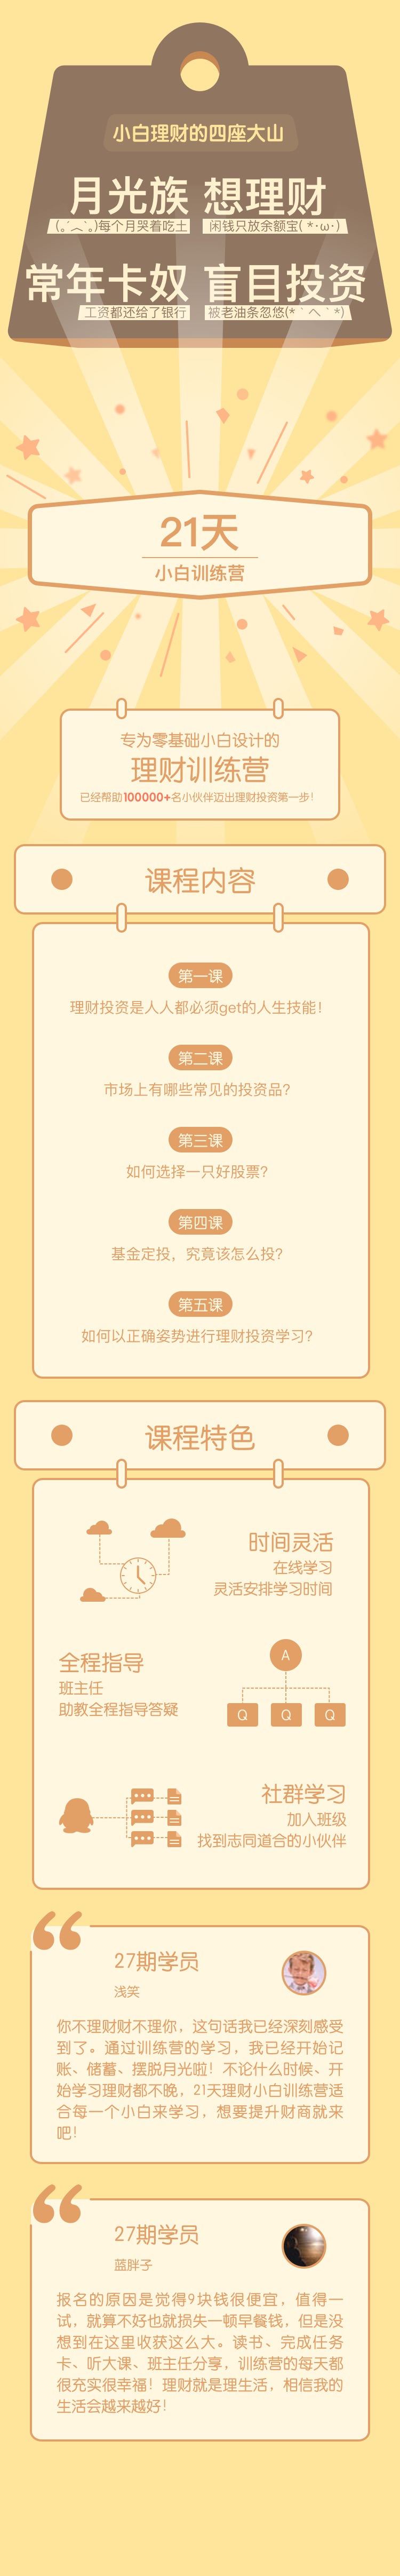 小白理财的四座大山
月光族 想理财
(｡´︿`｡)每个月哭着吃土 闲钱只放余额宝(*･ω･)
常年卡奴 盲目投资
工资都还给了银行 被老油条忽悠(*｀へ´*)
21天
小白训练营
专为零基础小白设计的
理财训练营
已经帮助100000+名小伙伴迈出理财投资第一步!
课程内容
第一课
理财投资是人人都必须get的人生技能!
第二课
市场上有哪些常见的投资品?
第三课
如何选择一只好股票?
第四课
基金定投，究竟该怎么投?
第五课
如何以正确姿势进行理财投资学习?
课程特色
时间灵活
在线学习
灵活安排学习时间
全程指导
班主任
助教全程指导答疑
A
Q Q Q
社群学习
加入班级
找到志同道合的小伙伴
27期学员
浅笑
你不理财财不理你，这句话我已经深刻感受
到了。通过训练营的学习，我已经开始记
账、储蓄、摆脱月光啦! 不论什么时候、开
始学习理财都不晚，21天理财小白训练营适
合每一个小白来学习，想要提升财商就来
吧!
27期学员
蓝胖子
报名的原因是觉得9块钱很便宜，值得一
试，就算不好也就损失一顿早餐钱，但是没
想到在这里收获这么大。读书、完成任务
卡、听大课、班主任分享，训练营的每天都
很充实很幸福! 理财就是理生活，相信我的
生活会越来越好!